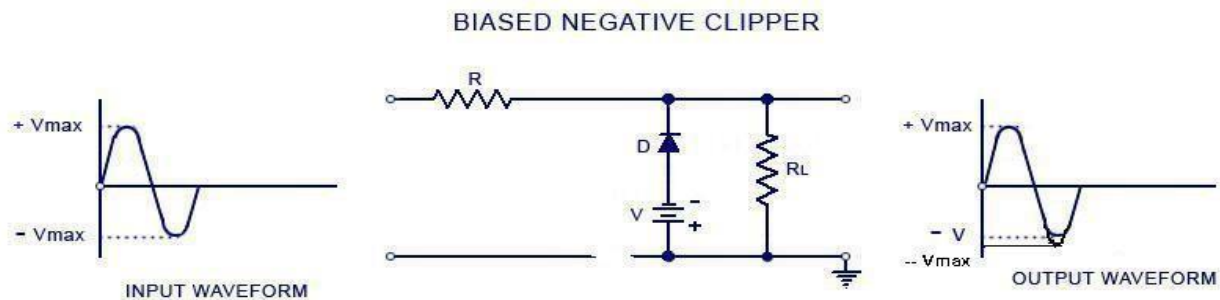 BIASED NEGATIVE CLIPPER
+ Vmax
- Vmax
INPUT WAVEFORM
R
D
V
-
+
RL
+ Vmax
- V
-- Vmax
OUTPUT WAVEFORM